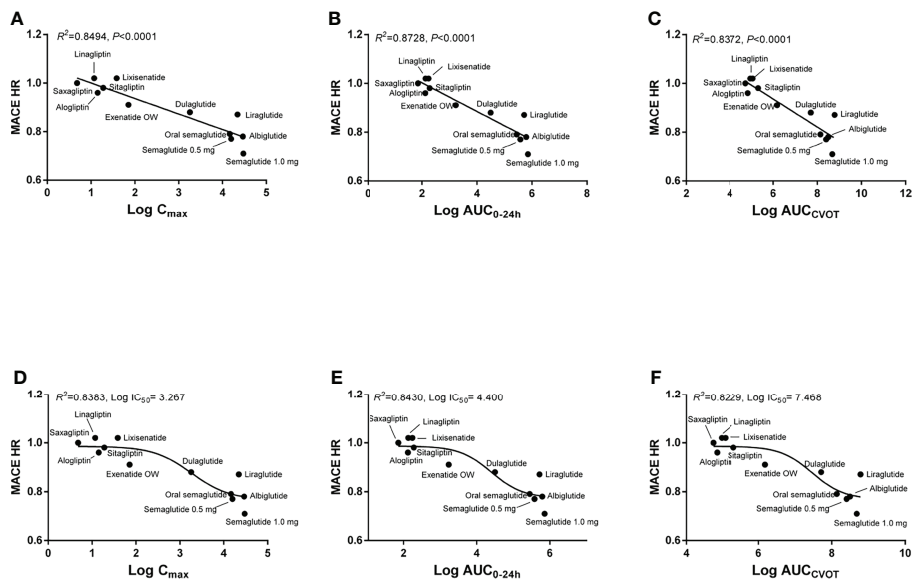 A
R²=0.8494, P<0.0001
MACE HR
1.2
1.0
0.8
0.6
Linagliptin
Lixisenatide
Saxagliptin
Sitagliptin
Alogliptin
Exenatide OW
Dulaglutide
Liraglutide
Oral semaglutide
Albiglutide
Semaglutide 0.5 mg
Semaglutide 1.0 mg
0 1 2 3 4 5
Log Cmax
B
R²=0.8728, P<0.0001
MACE HR
1.2
1.0
0.8
0.6
Linagliptin
Lixisenatide
Saxagliptin
Sitagliptin
Alogliptin
Exenatide OW
Dulaglutide
Liraglutide
Oral semaglutide
Albiglutide
Semaglutide 0.5 mg
Semaglutide 1.0 mg
0 2 4 6 8
Log AUC0-24h
C
R²=0.8372, P<0.0001
MACE HR
1.2
1.0
0.8
0.6
Linagliptin
Lixisenatide
Saxagliptin
Sitagliptin
Alogliptin
Exenatide OW
Dulaglutide
Liraglutide
Oral semaglutide
Albiglutide
Semaglutide 0.5 mg
Semaglutide 1.0 mg
2 4 6 8 10 12
Log AUCCVOT
D
R²=0.8383, Log IC50= 3.267
MACE HR
1.2
1.0
0.8
0.6
Saxagliptin
Linagliptin
Lixisenatide
Alogliptin
Sitagliptin
Exenatide OW
Dulaglutide
Liraglutide
Oral semaglutide
Albiglutide
Semaglutide 0.5 mg
Semaglutide 1.0 mg
0 1 2 3 4 5
Log Cmax
E
R²=0.8430, Log IC50= 4.400
MACE HR
1.2
1.0
0.8
0.6
Saxagliptin
Linagliptin
Lixisenatide
Alogliptin
Sitagliptin
Exenatide OW
Dulaglutide
Liraglutide
Oral semaglutide
Albiglutide
Semaglutide 0.5 mg
Semaglutide 1.0 mg
2 4 6
Log AUC0-24h
F
R²=0.8229, Log IC50= 7.468
MACE HR
1.2
1.0
0.8
0.6
Saxagliptin
Linagliptin
Lixisenatide
Alogliptin
Sitagliptin
Exenatide OW
Dulaglutide
Liraglutide
Oral semaglutide
Albiglutide
Semaglutide 0.5 mg
Semaglutide 1.0 mg
4 6 8 10
Log AUCCVOT